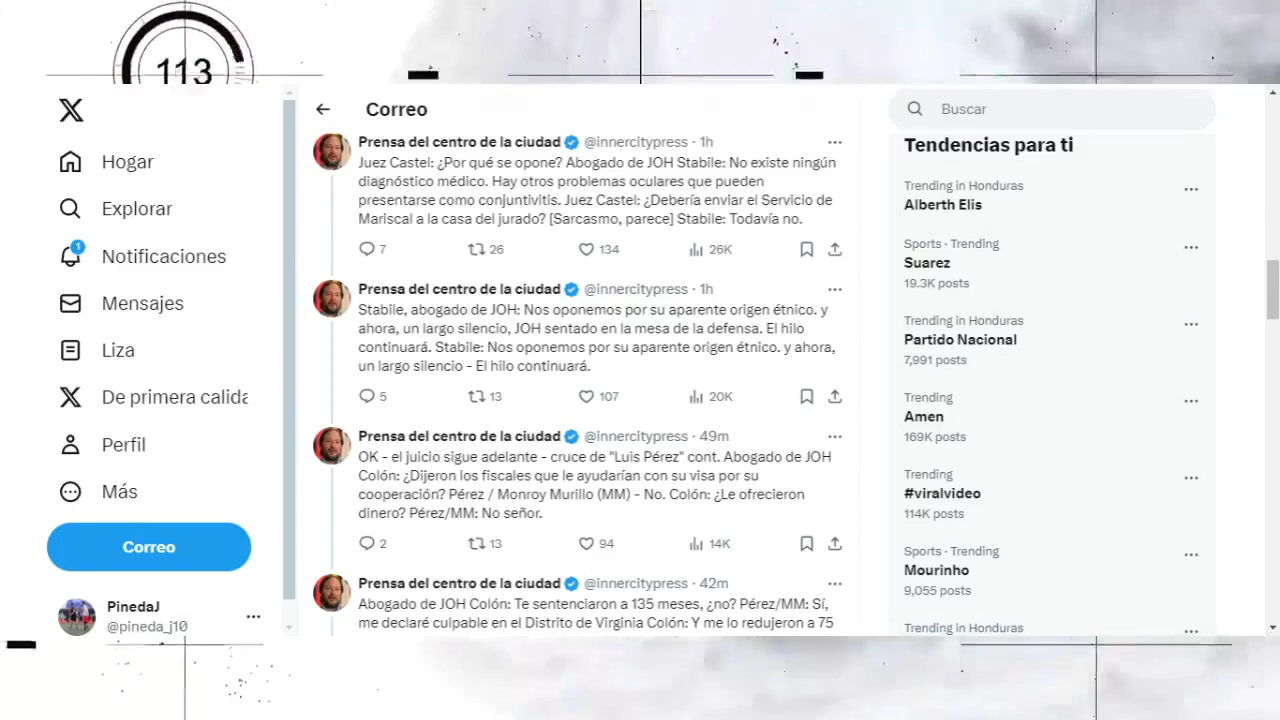 113
Hogar
Explorar
1
Notificaciones
Mensajes
Liza
De primera calida
Perfil
Más
Correo
PinedaJ
@pineda_j10
Correo
Prensa del centro de la ciudad @innercitypress · 1h
Juez Castel: ¿Por qué se opone? Abogado de JOH Stabile: No existe ningún
diagnóstico médico. Hay otros problemas oculares que pueden
presentarse como conjuntivitis. Juez Castel: ¿Debería enviar el Servicio de
Mariscal a la casa del jurado? [Sarcasmo, parece] Stabile: Todavía no.
7 26 134 26K
Prensa del centro de la ciudad @innercitypress · 1h
Stabile, abogado de JOH: Nos oponemos por su aparente origen étnico. y
ahora, un largo silencio, JOH sentado en la mesa de la defensa. El hilo
continuará. Stabile: Nos oponemos por su aparente origen étnico. y ahora,
un largo silencio - El hilo continuará.
5 13 107 20K
Prensa del centro de la ciudad @innercitypress · 49m
OK - el juicio sigue adelante - cruce de "Luis Pérez" cont. Abogado de JOH
Colón: ¿Dijeron los fiscales que le ayudarían con su visa por su
cooperación? Pérez / Monroy Murillo (MM) - No. Colón: ¿Le ofrecieron
dinero? Pérez/MM: No señor.
2 13 94 14K
Prensa del centro de la ciudad @innercitypress · 42m
Abogado de JOH Colón: Te sentenciaron a 135 meses, ¿no? Pérez/MM: Sí,
me declaré culpable en el Distrito de Virginia Colón: Y me lo redujeron a 75
Buscar
Tendencias para ti
Trending in Honduras
Alberth Elis
Sports · Trending
Suarez
19.3K posts
Trending in Honduras
Partido Nacional
7,991 posts
Trending
Amen
169K posts
Trending
#viralvideo
114K posts
Sports · Trending
Mourinho
9,055 posts
Trending in Honduras